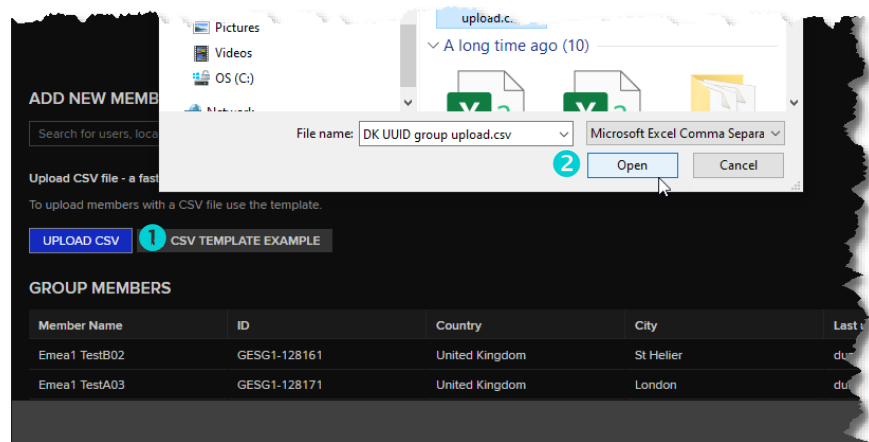 upload.c...
Pictures
Videos
A long time ago (10)
OS (C:)
ADD NEW MEMB
Search for users, loca
File name: DK UUID group upload.csv Microsoft Excel Comma Separa
2 Open Cancel
Upload CSV file - a fast
To upload members with a CSV file use the template.
UPLOAD CSV 1 CSV TEMPLATE EXAMPLE
GROUP MEMBERS
Member Name ID Country City Last u
Emea1 TestB02 GESG1-128161 United Kingdom St Helier du
Emea1 TestA03 GESG1-128171 United Kingdom London du